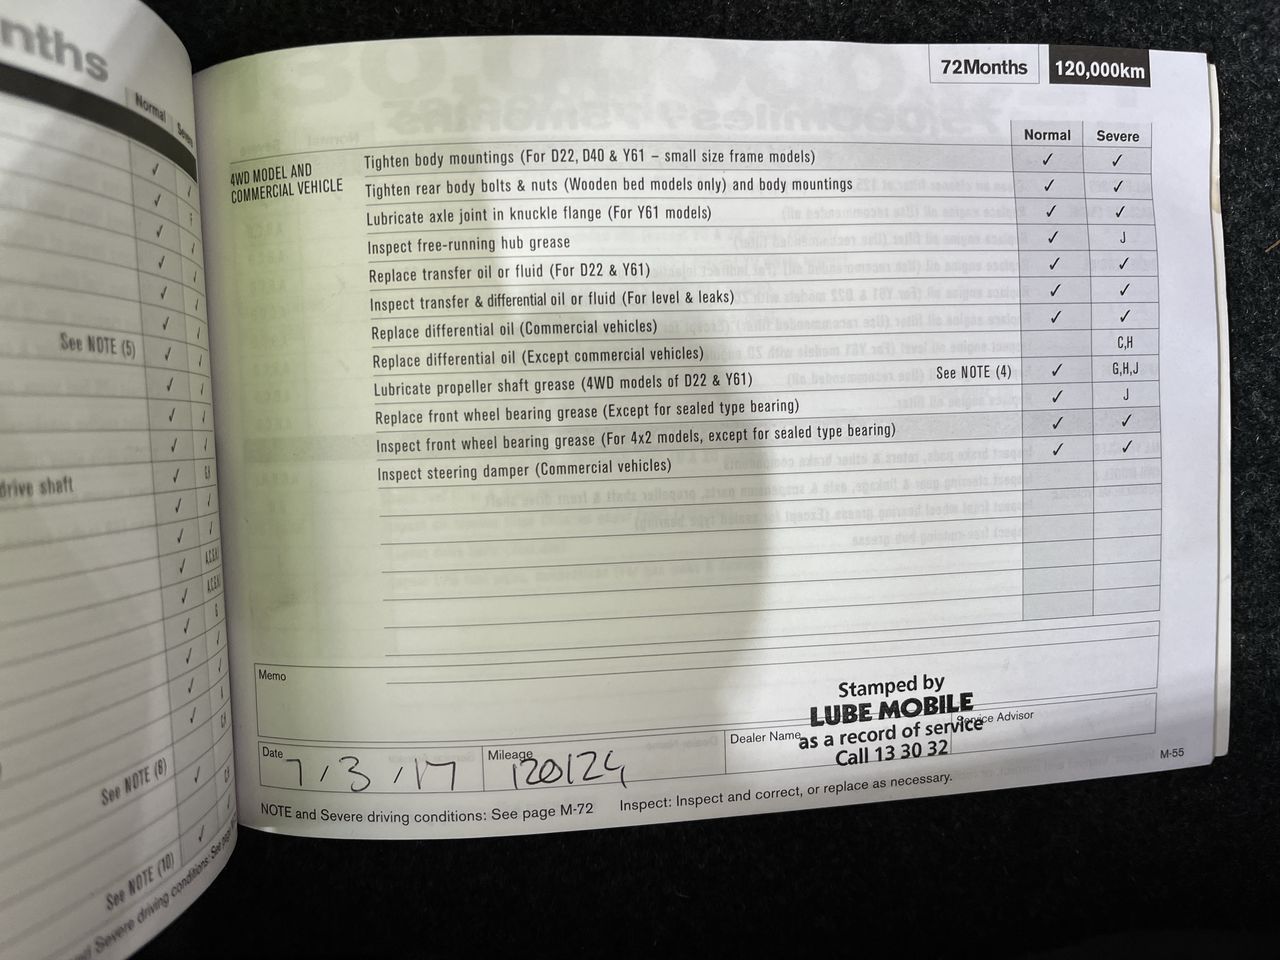 nths
Normal
See NOTE (5)
drive shaft
See NOTE (8)
See NOTE (10)
Severe driving conditions: See
72Months 120,000km
Normal Severe
4WD MODEL AND
COMMERCIAL VEHICLE
Tighten body mountings (For D22, D40 & Y61 – small size frame models) ✓ ✓
Tighten rear body bolts & nuts (Wooden bed models only) and body mountings ✓ ✓
Lubricate axle joint in knuckle flange (For Y61 models) ✓ ✓
Inspect free-running hub grease ✓ J
Replace transfer oil or fluid (For D22 & Y61) ✓ ✓
Inspect transfer & differential oil or fluid (For level & leaks) ✓ ✓
Replace differential oil (Commercial vehicles) ✓ ✓
Replace differential oil (Except commercial vehicles) C,H
Lubricate propeller shaft grease (4WD models of D22 & Y61) See NOTE (4) ✓ G,H,J
Replace front wheel bearing grease (Except for sealed type bearing) ✓ J
Inspect front wheel bearing grease (For 4x2 models, except for sealed type bearing) ✓ ✓
Inspect steering damper (Commercial vehicles) ✓ ✓
Memo
Stamped by
LUBE MOBILE
as a record of service
Call 13 30 32
Date 7/3/17
Mileage 120124
Dealer Name
Service Advisor
NOTE and Severe driving conditions: See page M-72 Inspect: Inspect and correct, or replace as necessary.
M-55